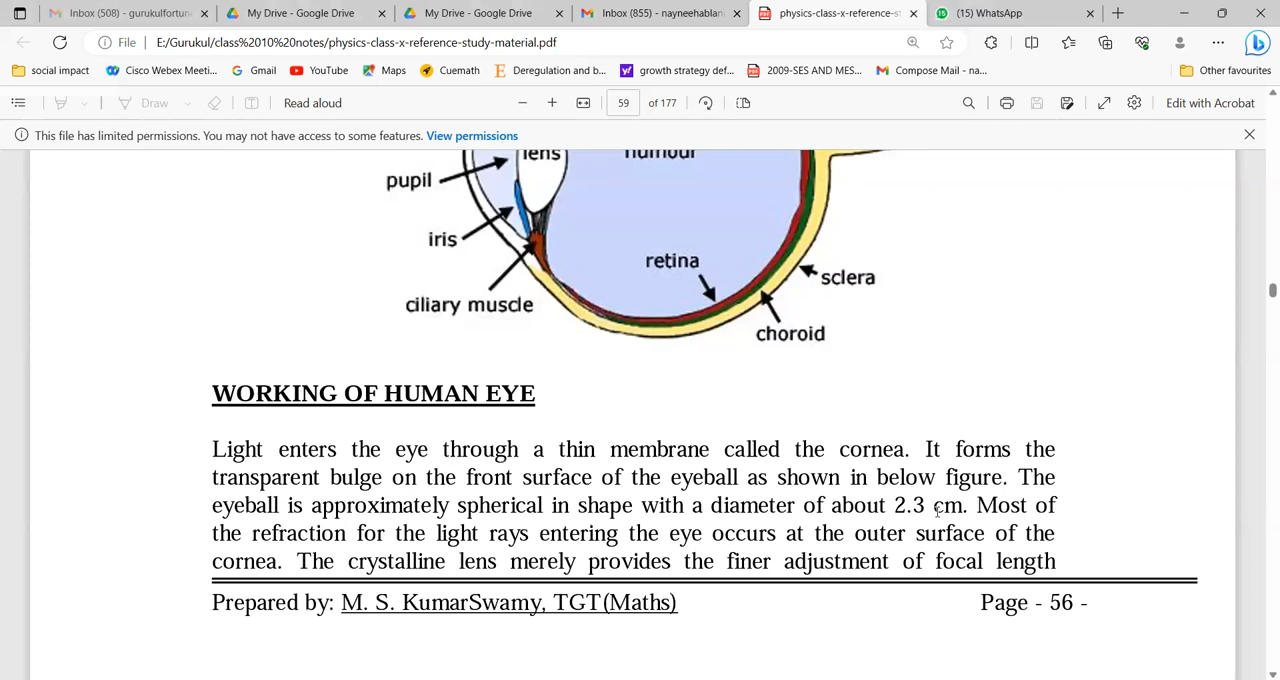 Inbox (508) - gurukulfortun
My Drive - Google Drive
My Drive - Google Drive
Inbox (855) - nayneehablani
physics-class-x-reference-st
(15) WhatsApp
File
E:/Gurukul/class%2010%20notes/physics-class-x-reference-study-material.pdf
social impact
Cisco Webex Meeti...
Gmail
YouTube
Maps
Cuemath
Deregulation and b...
growth strategy def...
2009-SES AND MES...
Compose Mail - na...
Other favourites
Draw
Read aloud
59
of 177
Edit with Acrobat
This file has limited permissions. You may not have access to some features. View permissions
lens
humour
pupil
iris
retina
sclera
ciliary muscle
choroid
WORKING OF HUMAN EYE
Light enters the eye through a thin membrane called the cornea. It forms the
transparent bulge on the front surface of the eyeball as shown in below figure. The
eyeball is approximately spherical in shape with a diameter of about 2.3 cm. Most of
the refraction for the light rays entering the eye occurs at the outer surface of the
cornea. The crystalline lens merely provides the finer adjustment of focal length
Prepared by: M. S. KumarSwamy, TGT(Maths)
Page - 56 -